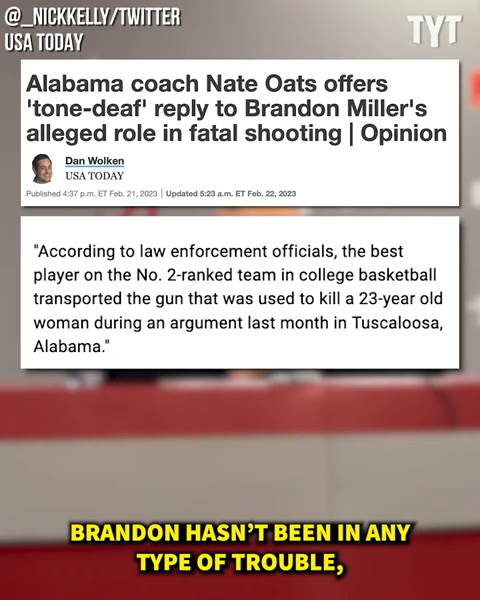 @_NICKKELLY/TWITTER
USA TODAY
TYT
Alabama coach Nate Oats offers
'tone-deaf' reply to Brandon Miller's
alleged role in fatal shooting | Opinion
Dan Wolken
USA TODAY
Published 4:37 p.m. ET Feb. 21, 2023 | Updated 5:23 a.m. ET Feb. 22, 2023
"According to law enforcement officials, the best
player on the No. 2-ranked team in college basketball
transported the gun that was used to kill a 23-year old
woman during an argument last month in Tuscaloosa,
Alabama."
BRANDON HASN'T BEEN IN ANY
TYPE OF TROUBLE,